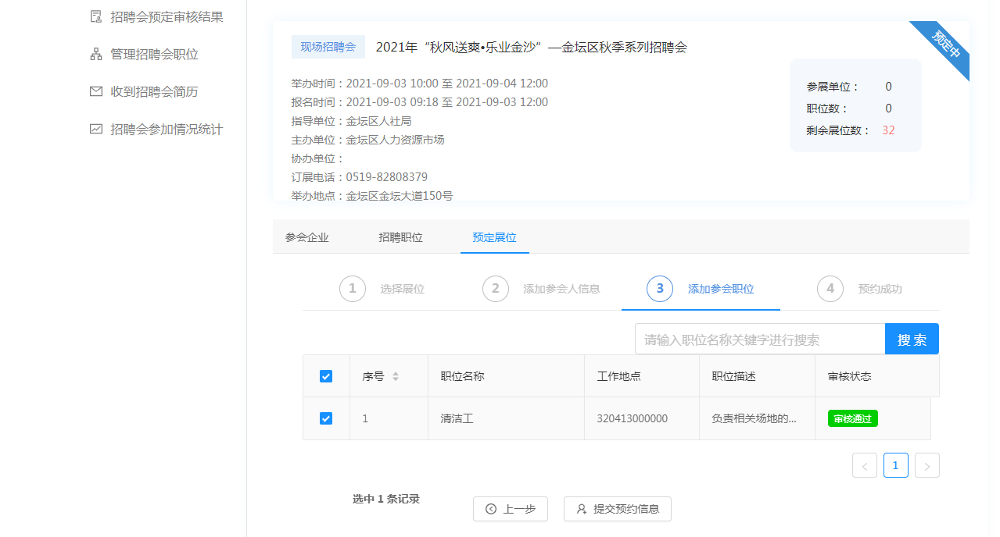 招聘会预定审核结果
管理招聘会职位
收到招聘会简历
招聘会参加情况统计
现场招聘会 2021年“秋风送爽•乐业金沙”—金坛区秋季系列招聘会
预定中
举办时间：2021-09-03 10:00 至 2021-09-04 12:00
报名时间：2021-09-03 09:18 至 2021-09-03 12:00
指导单位：金坛区人社局
主办单位：金坛区人力资源市场
协办单位：
订展电话：0519-82808379
举办地点：金坛区金坛大道150号
参展单位： 0
职位数： 0
剩余展位数： 32
参会企业 招聘职位 预定展位
1 选择展位 2 添加参会人信息 3 添加参会职位 4 预约成功
请输入职位名称关键字进行搜索 搜 索
序号 职位名称 工作地点 职位描述 审核状态
1 清洁工 320413000000 负责相关场地的... 审核通过
< 1 >
选中 1 条记录 上一步 提交预约信息